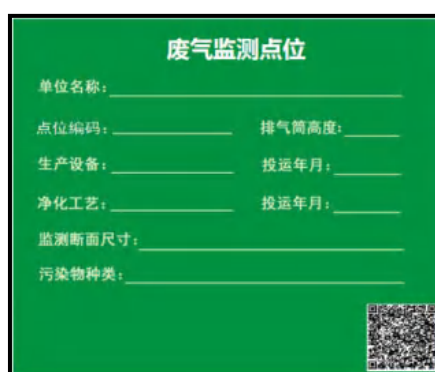 废气监测点位
单位名称：
点位编码： 排气筒高度：
生产设备： 投运年月：
净化工艺： 投运年月：
监测断面尺寸：
污染物种类：